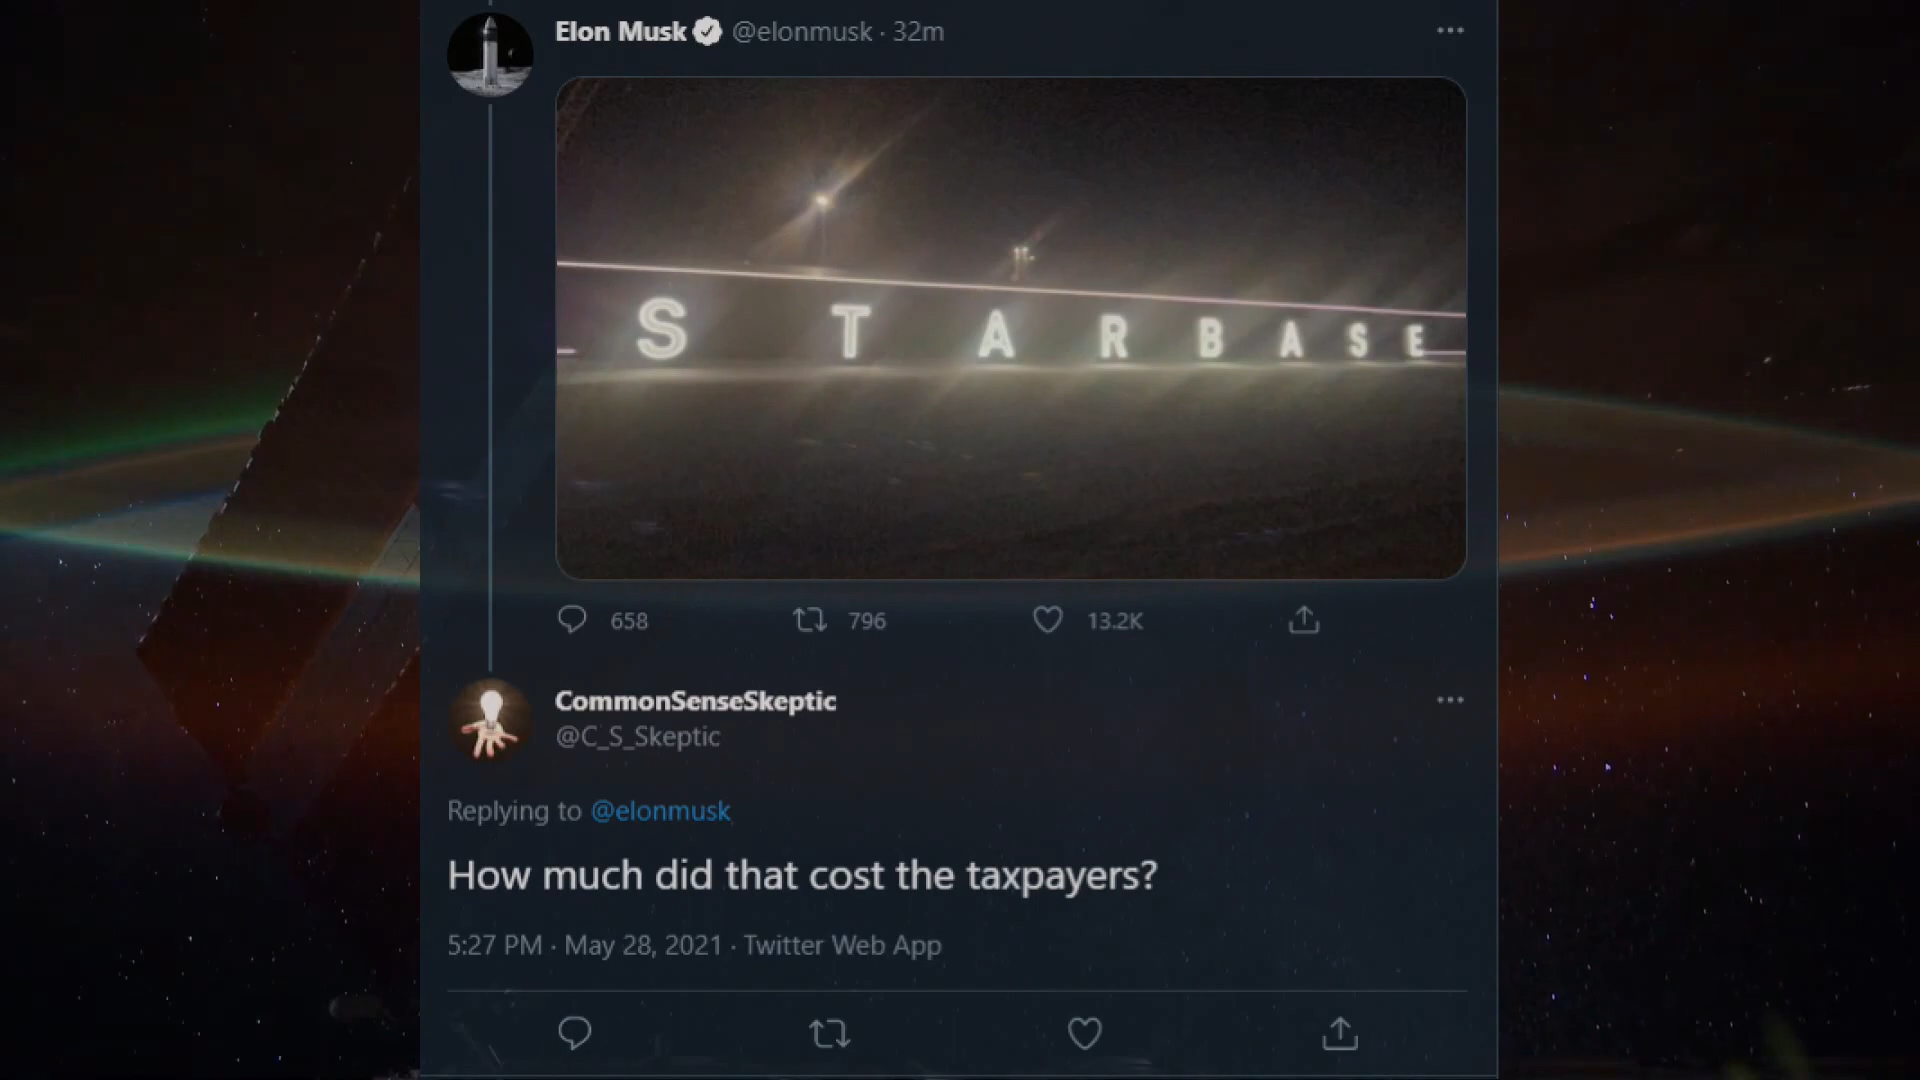 Elon Musk @elonmusk · 32m
STARBASE
658 796 13.2K
CommonSenseSkeptic
@C_S_Skeptic
Replying to @elonmusk
How much did that cost the taxpayers?
5:27 PM · May 28, 2021 · Twitter Web App